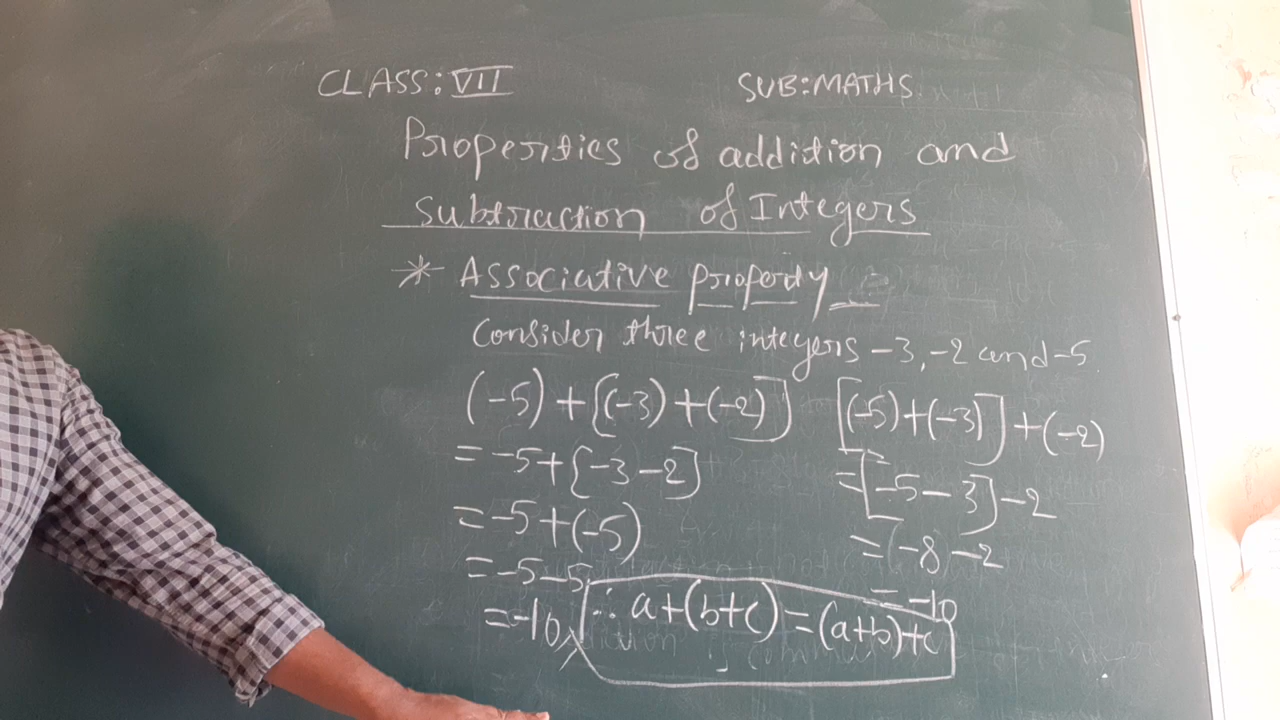 CLASS: VII SUB: MATHS
Properties of addition and
subtraction of Integers
* Associative property
Consider three integers -3, -2 and -5.
(-5)+[(-3)+(-2)] [(-5)+(-3)]+(-2)
= -5+[-3-2] =[-5-3]-2
= -5+(-5) = -8-2
= -5-5 = -10
= -10
∴ a+(b+c)=(a+b)+c